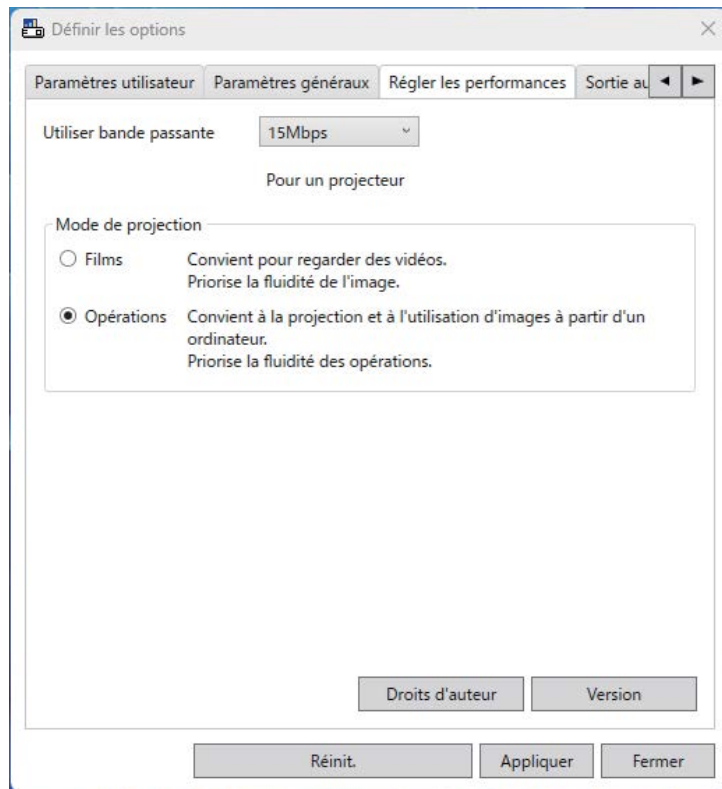 Définir les options
Paramètres utilisateur Paramètres généraux Régler les performances Sortie au
Utiliser bande passante 15Mbps
Pour un projecteur
Mode de projection
Films Convient pour regarder des vidéos.
Priorise la fluidité de l'image.
Opérations Convient à la projection et à l'utilisation d'images à partir d'un
ordinateur.
Priorise la fluidité des opérations.
Droits d'auteur Version
Réinit. Appliquer Fermer